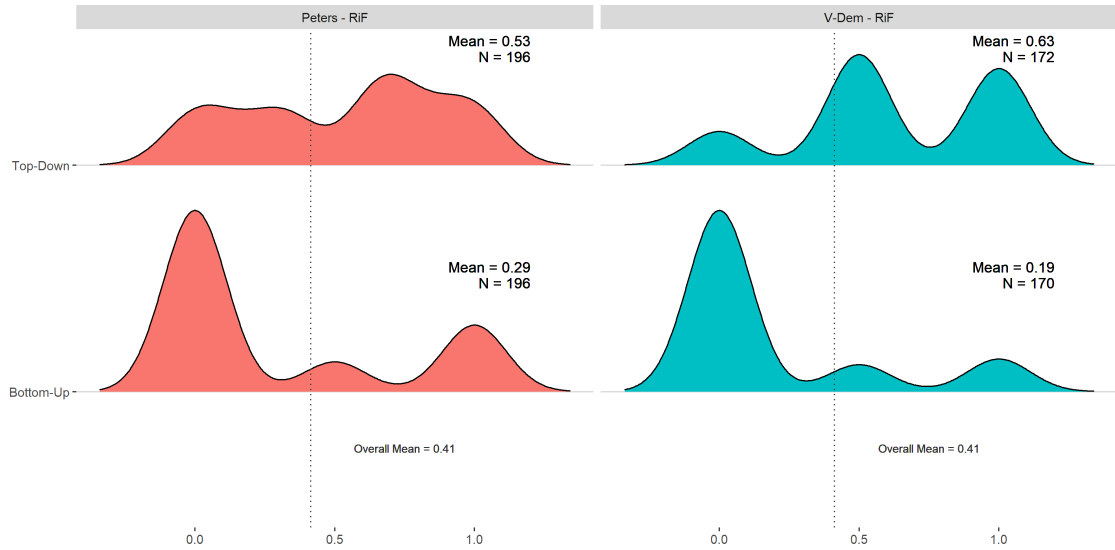 Peters - RiF
V-Dem - RiF
Mean = 0.53
N = 196
Mean = 0.63
N = 172
Top-Down
Mean = 0.29
N = 196
Mean = 0.19
N = 170
Bottom-Up
Overall Mean = 0.41
Overall Mean = 0.41
0.0 0.5 1.0
0.0 0.5 1.0